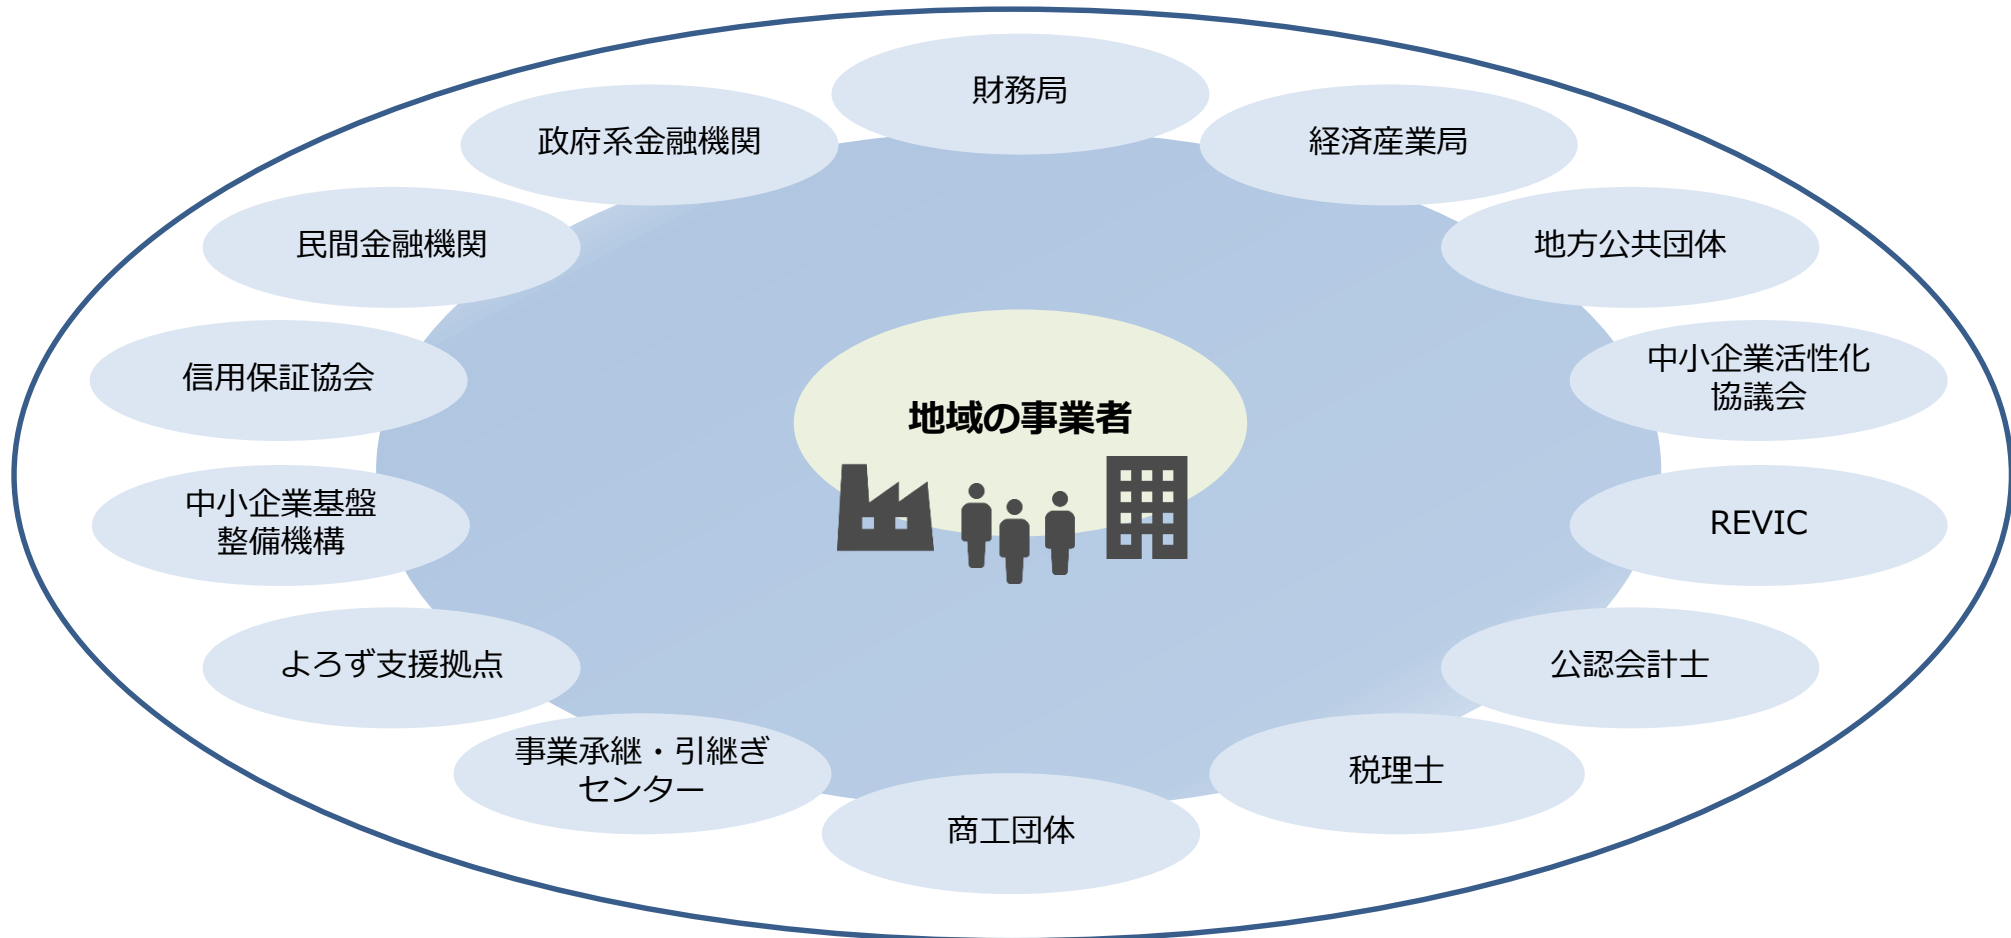 財務局
政府系金融機関
経済産業局
民間金融機関
地方公共団体
信用保証協会
地域の事業者
中小企業活性化
協議会
中小企業基盤
整備機構
REVIC
よろず支援拠点
公認会計士
事業承継・引継ぎ
センター
税理士
商工団体